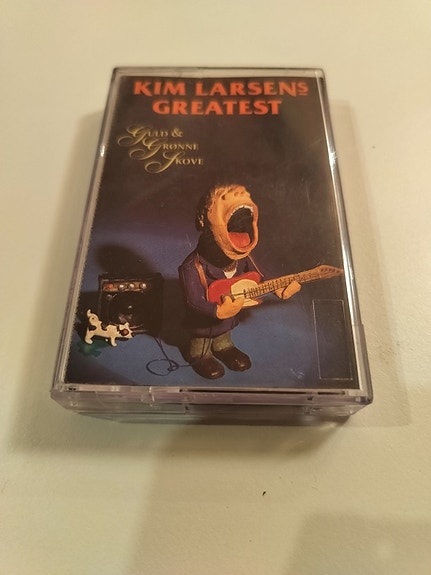 KIM LARSENS
GREATEST
GULD &
GRØNNE
SKOVE